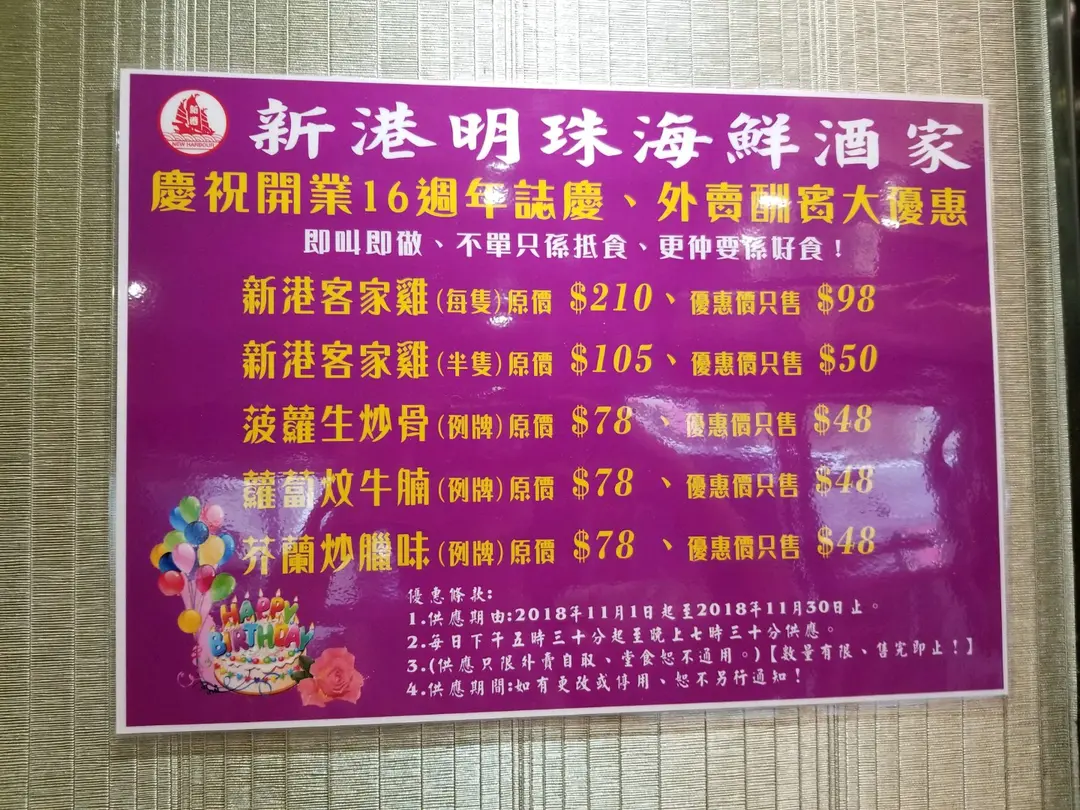 新港
NEW HARBOUR
新港明珠海鮮酒家
慶祝開業16週年誌慶、外賣酬賓大優惠
即叫即做、不單只係抵食、更仲要係好食！
新港客家雞(每隻)原價 $210、優惠價只售 $98
新港客家雞(半隻)原價 $105、優惠價只售 $50
菠蘿生炒骨(例牌)原價 $78、優惠價只售 $48
蘿蔔炆牛腩(例牌)原價 $78、優惠價只售 $48
芥蘭炒臘味(例牌)原價 $78、優惠價只售 $48
HAPPY
BIRTHDAY
優惠條款:
1.供應期由:2018年11月1日起至2018年11月30日止。
2.每日下午五時三十分起至晚上七時三十分供應。
3.(供應只限外賣自取、堂食恕不適用。)【數量有限、售完即止！】
4.供應期間:如有更改或停用、恕不另行通知！